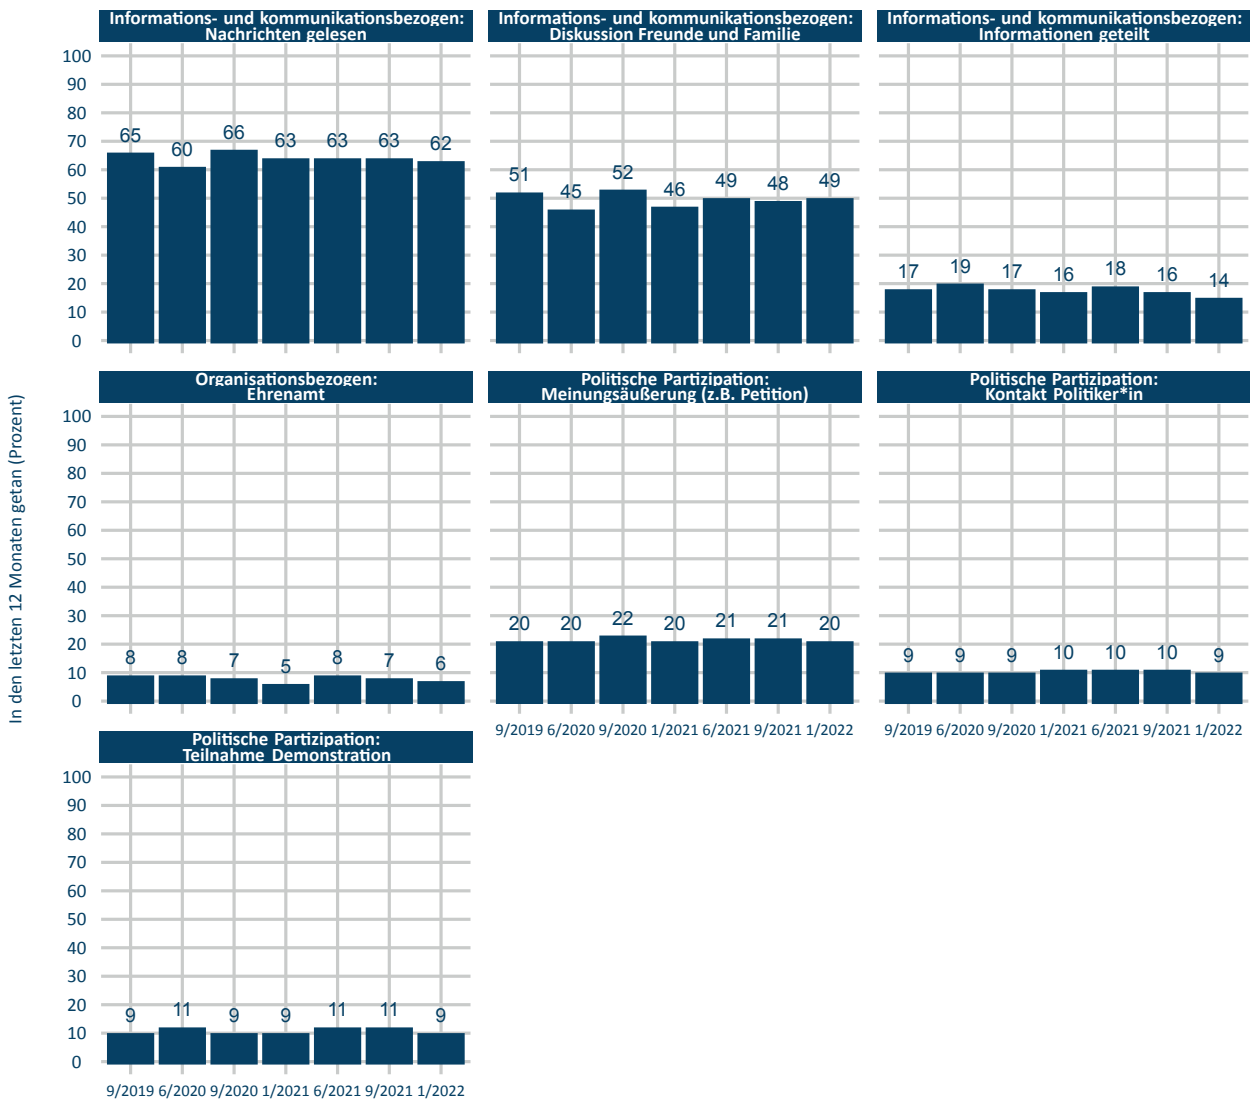 Informations- und kommunikationsbezogen:
Nachrichten gelesen
Informations- und kommunikationsbezogen:
Diskussion Freunde und Familie
Informations- und kommunikationsbezogen:
Informationen geteilt
100
90
80
70
60
50
40
30
20
10
0
65 60 66 63 63 63 62
51 45 52 46 49 48 49
17 19 17 16 18 16 14
In den letzten 12 Monaten getan (Prozent)
Organisationsbezogen:
Ehrenamt
Politische Partizipation:
Meinungsäußerung (z.B. Petition)
Politische Partizipation:
Kontakt Politiker*in
100
90
80
70
60
50
40
30
20
10
0
8 8 7 5 8 7 6
20 20 22 20 21 21 20
9 9 9 10 10 10 9
9/2019 6/2020 9/2020 1/2021 6/2021 9/2021 1/2022
9/2019 6/2020 9/2020 1/2021 6/2021 9/2021 1/2022
Politische Partizipation:
Teilnahme Demonstration
100
90
80
70
60
50
40
30
20
10
0
9 11 9 9 11 11 9
9/2019 6/2020 9/2020 1/2021 6/2021 9/2021 1/2022